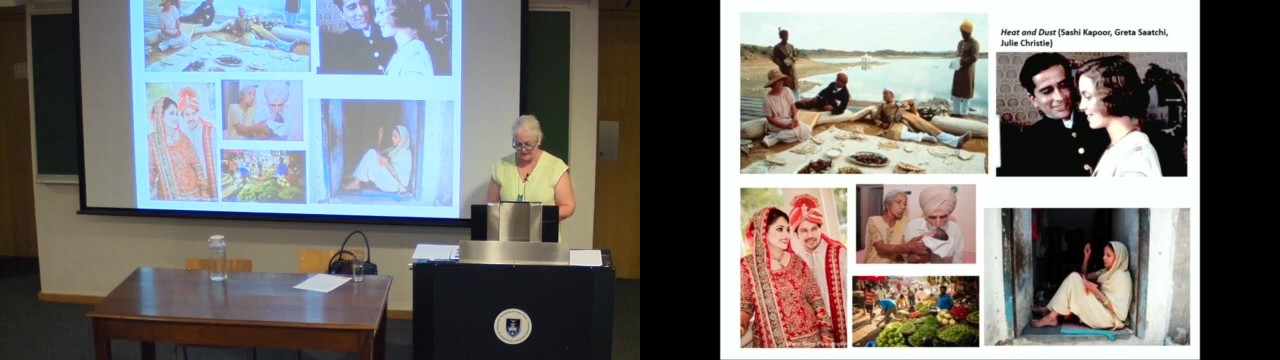 Heat and Dust (Sashi Kapoor, Greta Saatchi,
Julie Christie)